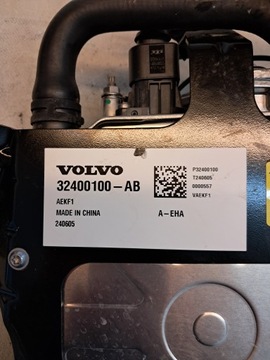 VOLVO
32400100-AB
AEKF1
MADE IN CHINA
240605
A-EHA
P32400100
T240605
0000557
VAEKF1